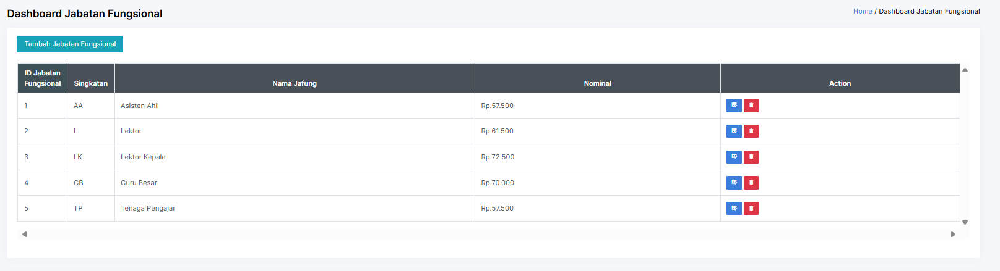 Dashboard Jabatan Fungsional
Home / Dashboard Jabatan Fungsional
Tambah Jabatan Fungsional
ID Jabatan Fungsional Singkatan Nama Jafung Nominal Action
1 AA Asisten Ahli Rp.57.500
2 L Lektor Rp.61.500
3 LK Lektor Kepala Rp.72.500
4 GB Guru Besar Rp.70.000
5 TP Tenaga Pengajar Rp.57.500